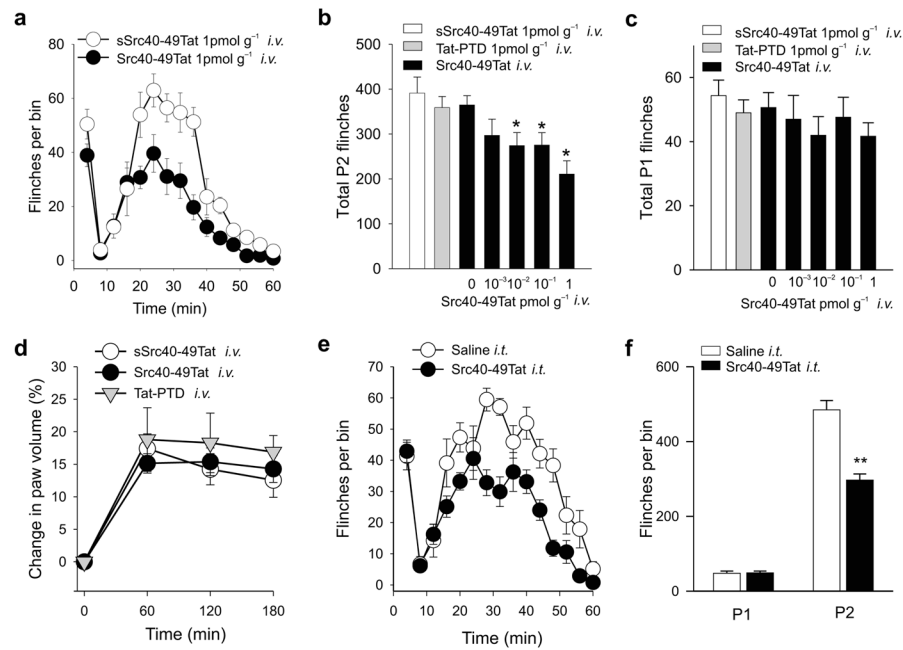 a
sSrc40-49Tat 1pmol g⁻¹ i.v.
Src40-49Tat 1pmol g⁻¹ i.v.
80
60
40
20
0
Flinches per bin
0 10 20 30 40 50 60
Time (min)
b
sSrc40-49Tat 1pmol g⁻¹ i.v.
Tat-PTD 1pmol g⁻¹ i.v.
Src40-49Tat i.v.
500
400
300
200
0
Total P2 flinches
* * *
0 10⁻³ 10⁻² 10⁻¹ 1
Src40-49Tat pmol g⁻¹ i.v.
c
sSrc40-49Tat 1pmol g⁻¹ i.v.
Tat-PTD 1pmol g⁻¹ i.v.
Src40-49Tat i.v.
60
40
20
0
Total P1 flinches
0 10⁻³ 10⁻² 10⁻¹ 1
Src40-49Tat pmol g⁻¹ i.v.
d
sSrc40-49Tat i.v.
Src40-49Tat i.v.
Tat-PTD i.v.
30
25
20
15
10
5
0
Change in paw volume (%)
0 60 120 180
Time (min)
e
Saline i.t.
Src40-49Tat i.t.
70
60
50
40
30
20
10
0
Flinches per bin
0 10 20 30 40 50 60
Time (min)
f
Saline i.t.
Src40-49Tat i.t.
600
400
200
0
Flinches per bin
**
P1 P2